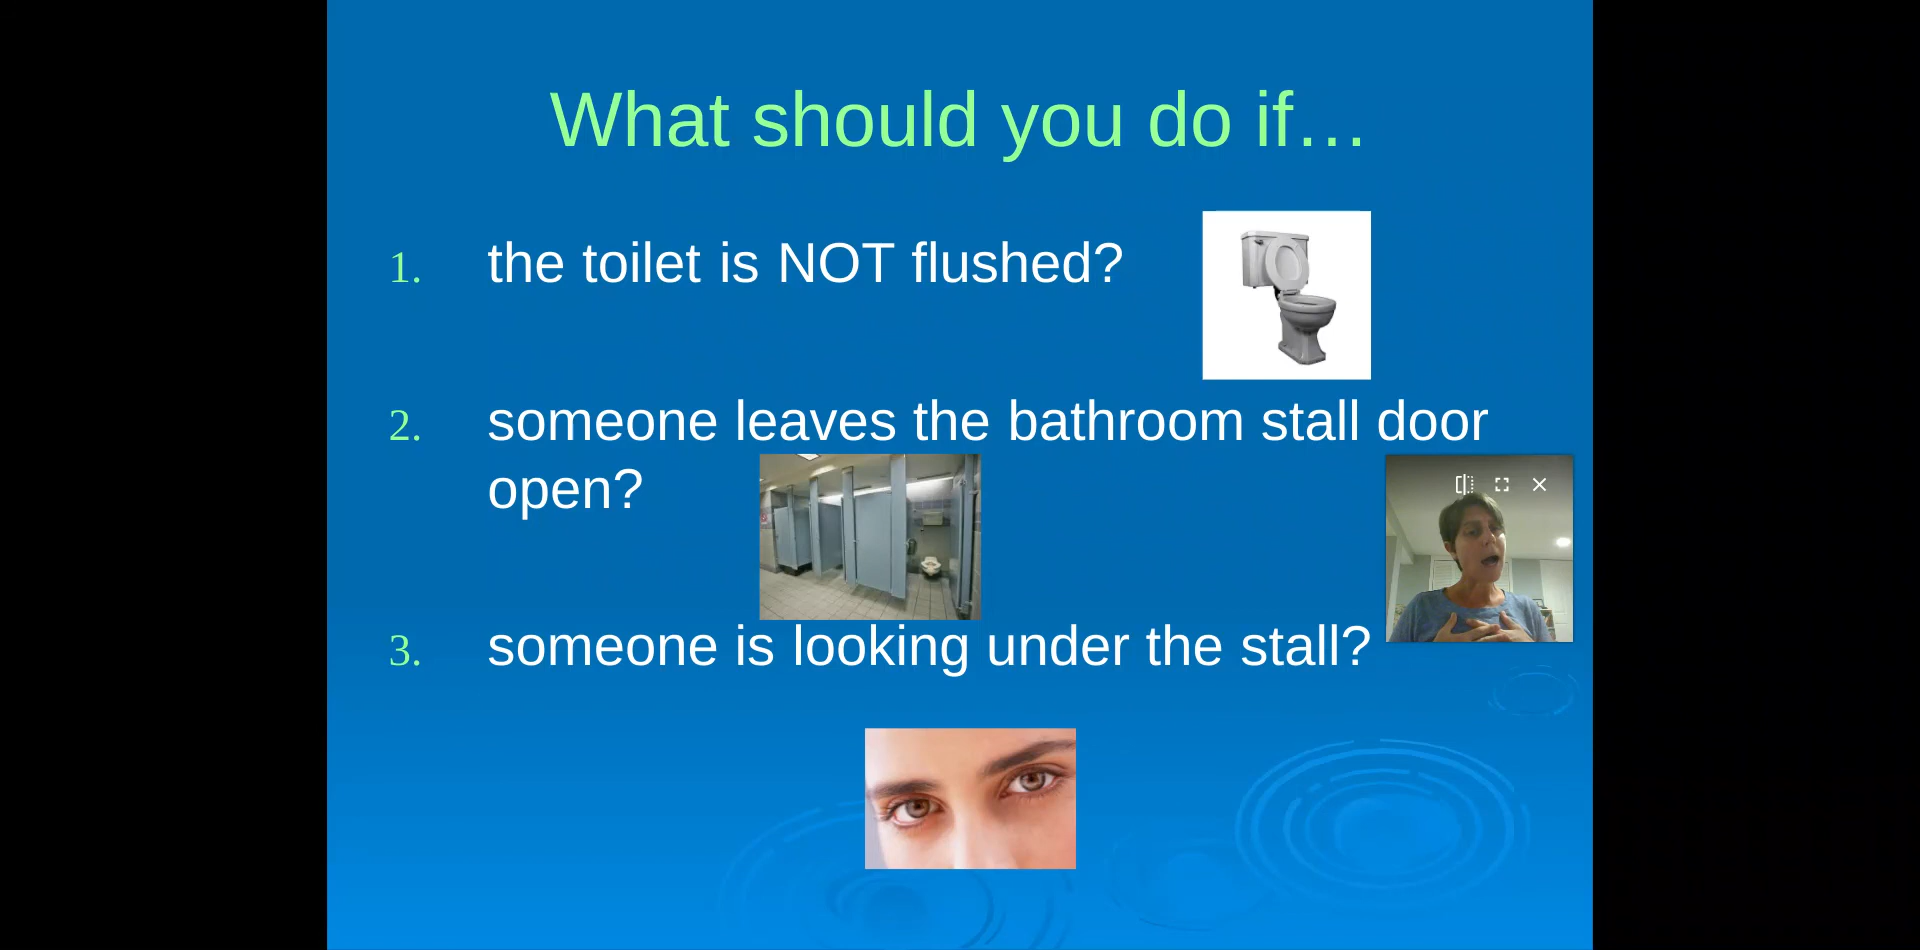 What should you do if…
1. the toilet is NOT flushed?
2. someone leaves the bathroom stall door
open?
3. someone is looking under the stall?